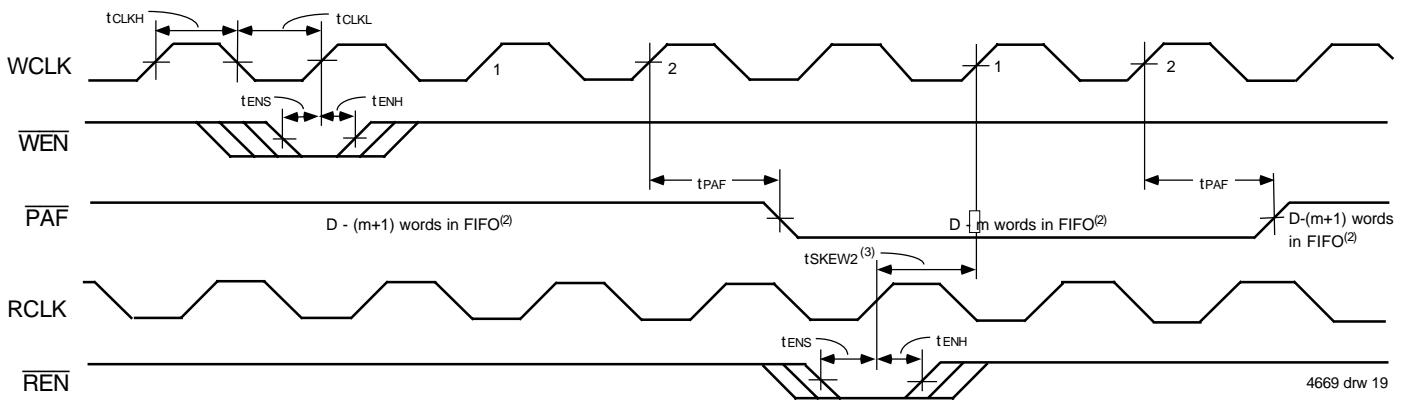 tCLKH
tCLKL
WCLK
1
2
1
2
tENS
tENH
WEN
tPAF
tPAF
PAF
D - (m+1) words in FIFO(2)
D - m words in FIFO(2)
D-(m+1) words
in FIFO(2)
tSKEW2(3)
RCLK
tENS
tENH
REN
4669 drw 19